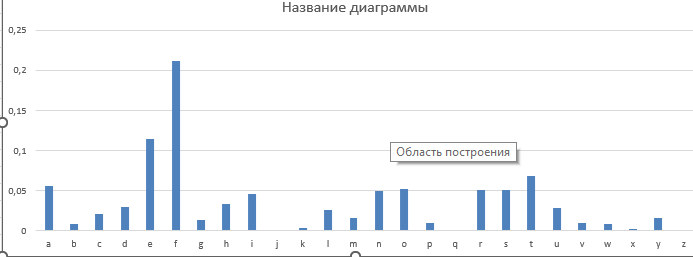 Название диаграммы
0,25
0,2
0,15
0,1
0,05
0
Область построения
a b c d e f g h i j k l m n o p q r s t u v w x y z